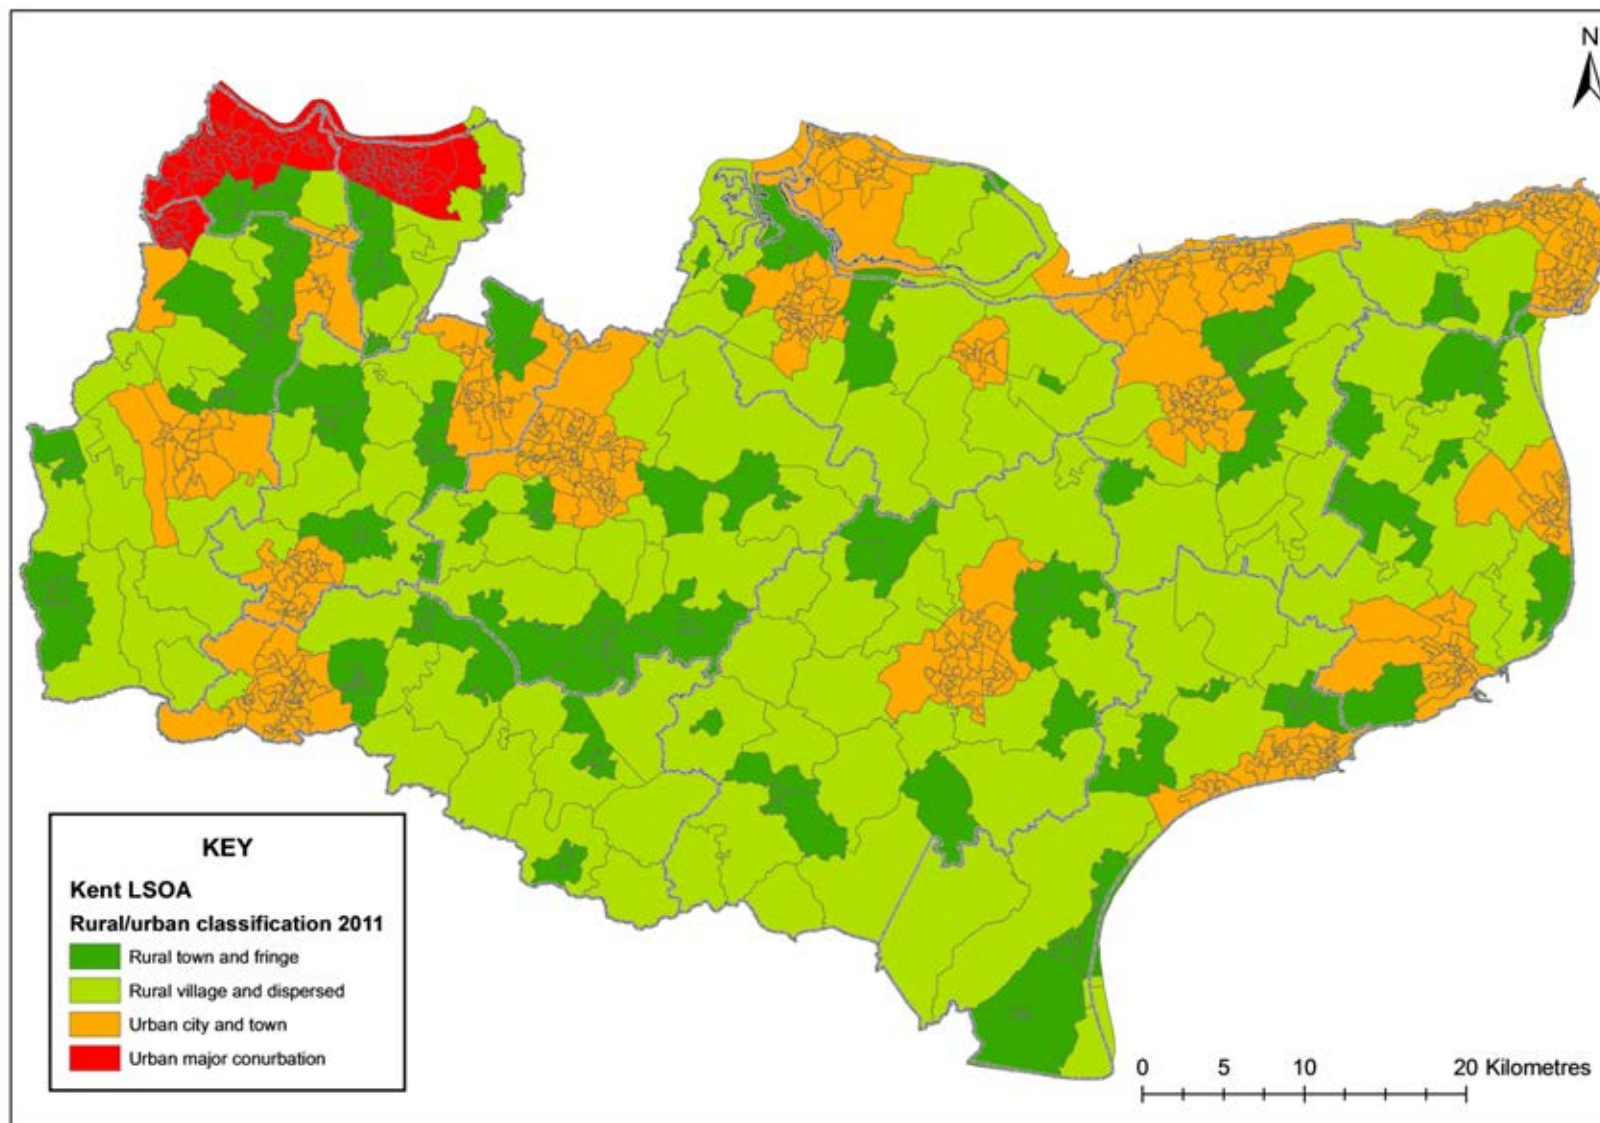 N
KEY
Kent LSOA
Rural/urban classification 2011
Rural town and fringe
Rural village and dispersed
Urban city and town
Urban major conurbation
0 5 10 20 Kilometres